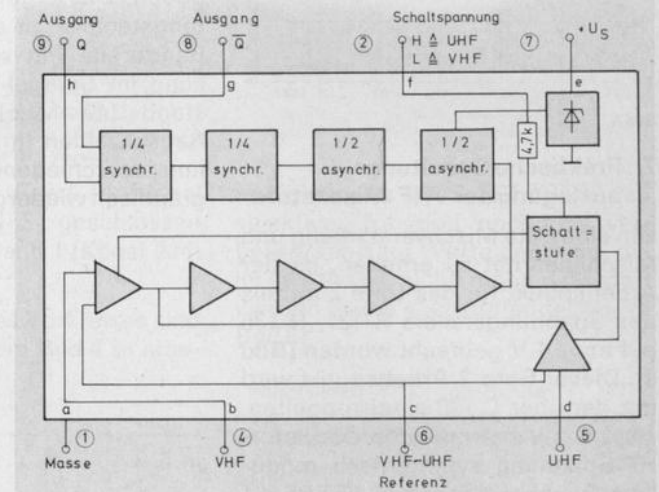 Ausgang
Ausgang
Schaltspannung
⑨ Q
⑧ Q̅
② H ≙ UHF
L ≙ VHF
⑦ +U_S
h
g
f
e
1/4
synchr.
1/4
synchr.
1/2
asynchr.
1/2
asynchr.
4,7k
Schalt =
stufe
a
b
c
d
①
④
⑥
⑤
Masse
VHF
VHF-UHF
UHF
Referenz